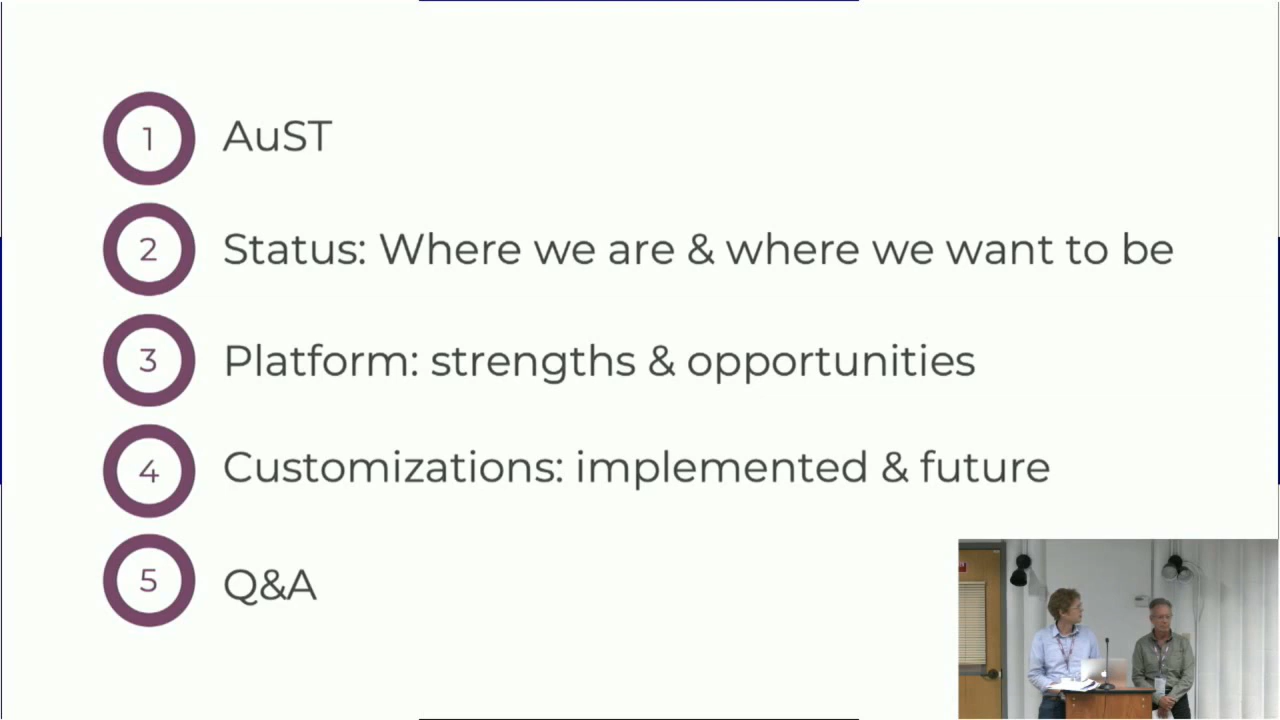 1 AuST
2 Status: Where we are & where we want to be
3 Platform: strengths & opportunities
4 Customizations: implemented & future
5 Q&A